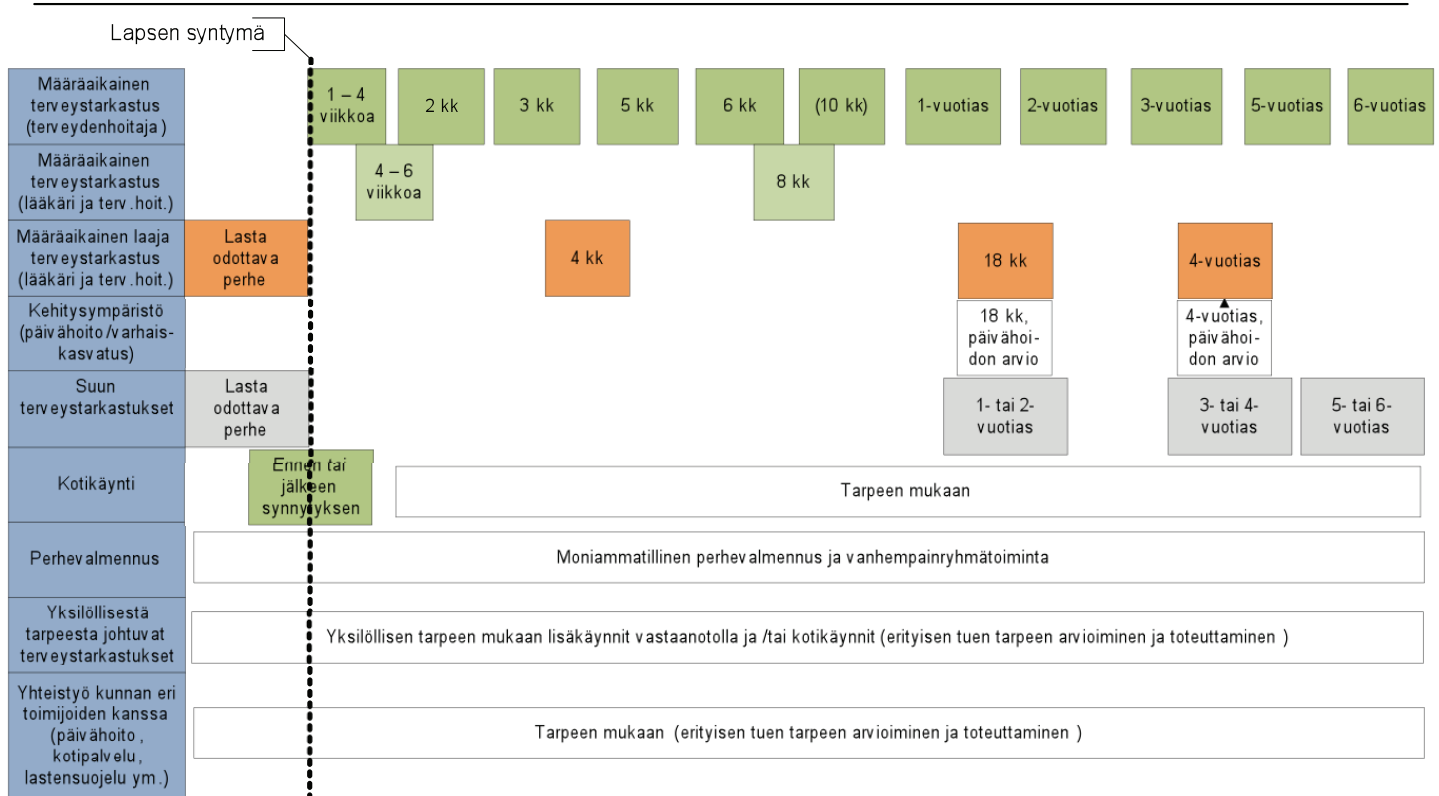 Lapsen syntymä
Määräaikainen
terveystarkastus
(terveydenhoitaja )
1 – 4
viikkoa
2 kk
3 kk
5 kk
6 kk
(10 kk)
1-vuotias
2-vuotias
3-vuotias
5-vuotias
6-vuotias
Määräaikainen
terveystarkastus
(lääkäri ja terv .hoit.)
4 – 6
viikkoa
8 kk
Määräaikainen laaja
terveystarkastus
(lääkäri ja terv .hoit.)
Lasta
odottava
perhe
4 kk
18 kk
4-vuotias
Kehitysympäristö
(päivähoito /varhais-
kasvatus)
18 kk,
päivähoi-
don arvio
4-vuotias,
päivähoi-
don arvio
Suun
terveystarkastukset
Lasta
odottava
perhe
1- tai 2-
vuotias
3- tai 4-
vuotias
5- tai 6-
vuotias
Kotikäynti
Ennen tai
jälkeen
synnytyksen
Tarpeen mukaan
Perhevalmennus
Moniammatillinen perhevalmennus ja vanhempainryhmätoiminta
Yksilöllisestä
tarpeesta johtuvat
terveystarkastukset
Yksilöllisen tarpeen mukaan lisäkäynnit vastaanotolla ja /tai kotikäynnit (erityisen tuen tarpeen arvioiminen ja toteuttaminen )
Yhteistyö kunnan eri
toimijoiden kanssa
(päivähoito ,
kotipalvelu ,
lastensuojelu ym .)
Tarpeen mukaan (erityisen tuen tarpeen arvioiminen ja toteuttaminen )